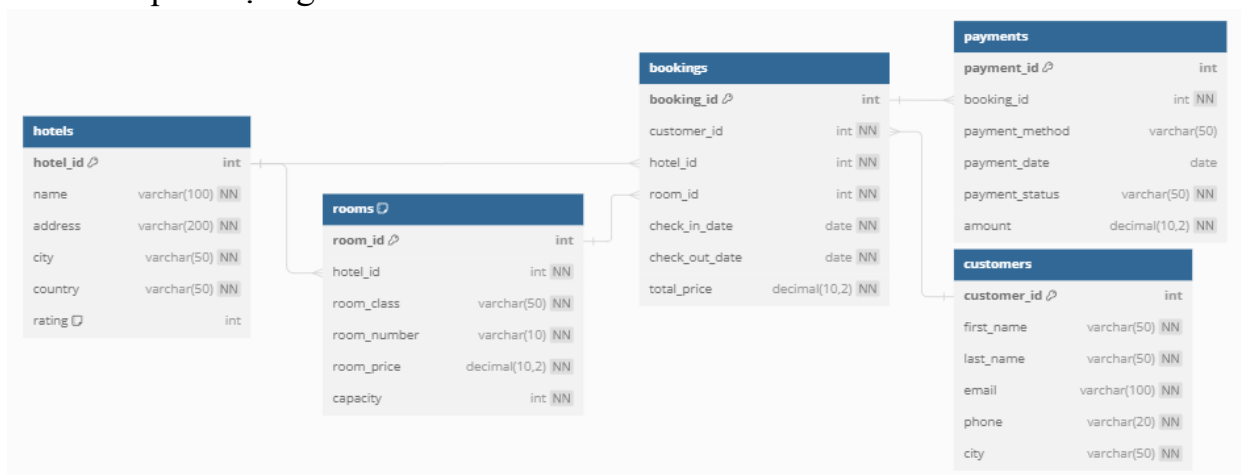 hotels
hotel_id int
name varchar(100) NN
address varchar(200) NN
city varchar(50) NN
country varchar(50) NN
rating int
rooms
room_id int
hotel_id int NN
room_class varchar(50) NN
room_number varchar(10) NN
room_price decimal(10,2) NN
capacity int NN
bookings
booking_id int
customer_id int NN
hotel_id int NN
room_id int NN
check_in_date date NN
check_out_date date NN
total_price decimal(10,2) NN
payments
payment_id int
booking_id int NN
payment_method varchar(50)
payment_date date
payment_status varchar(50) NN
amount decimal(10,2) NN
customers
customer_id int
first_name varchar(50) NN
last_name varchar(50) NN
email varchar(100) NN
phone varchar(20) NN
city varchar(50) NN